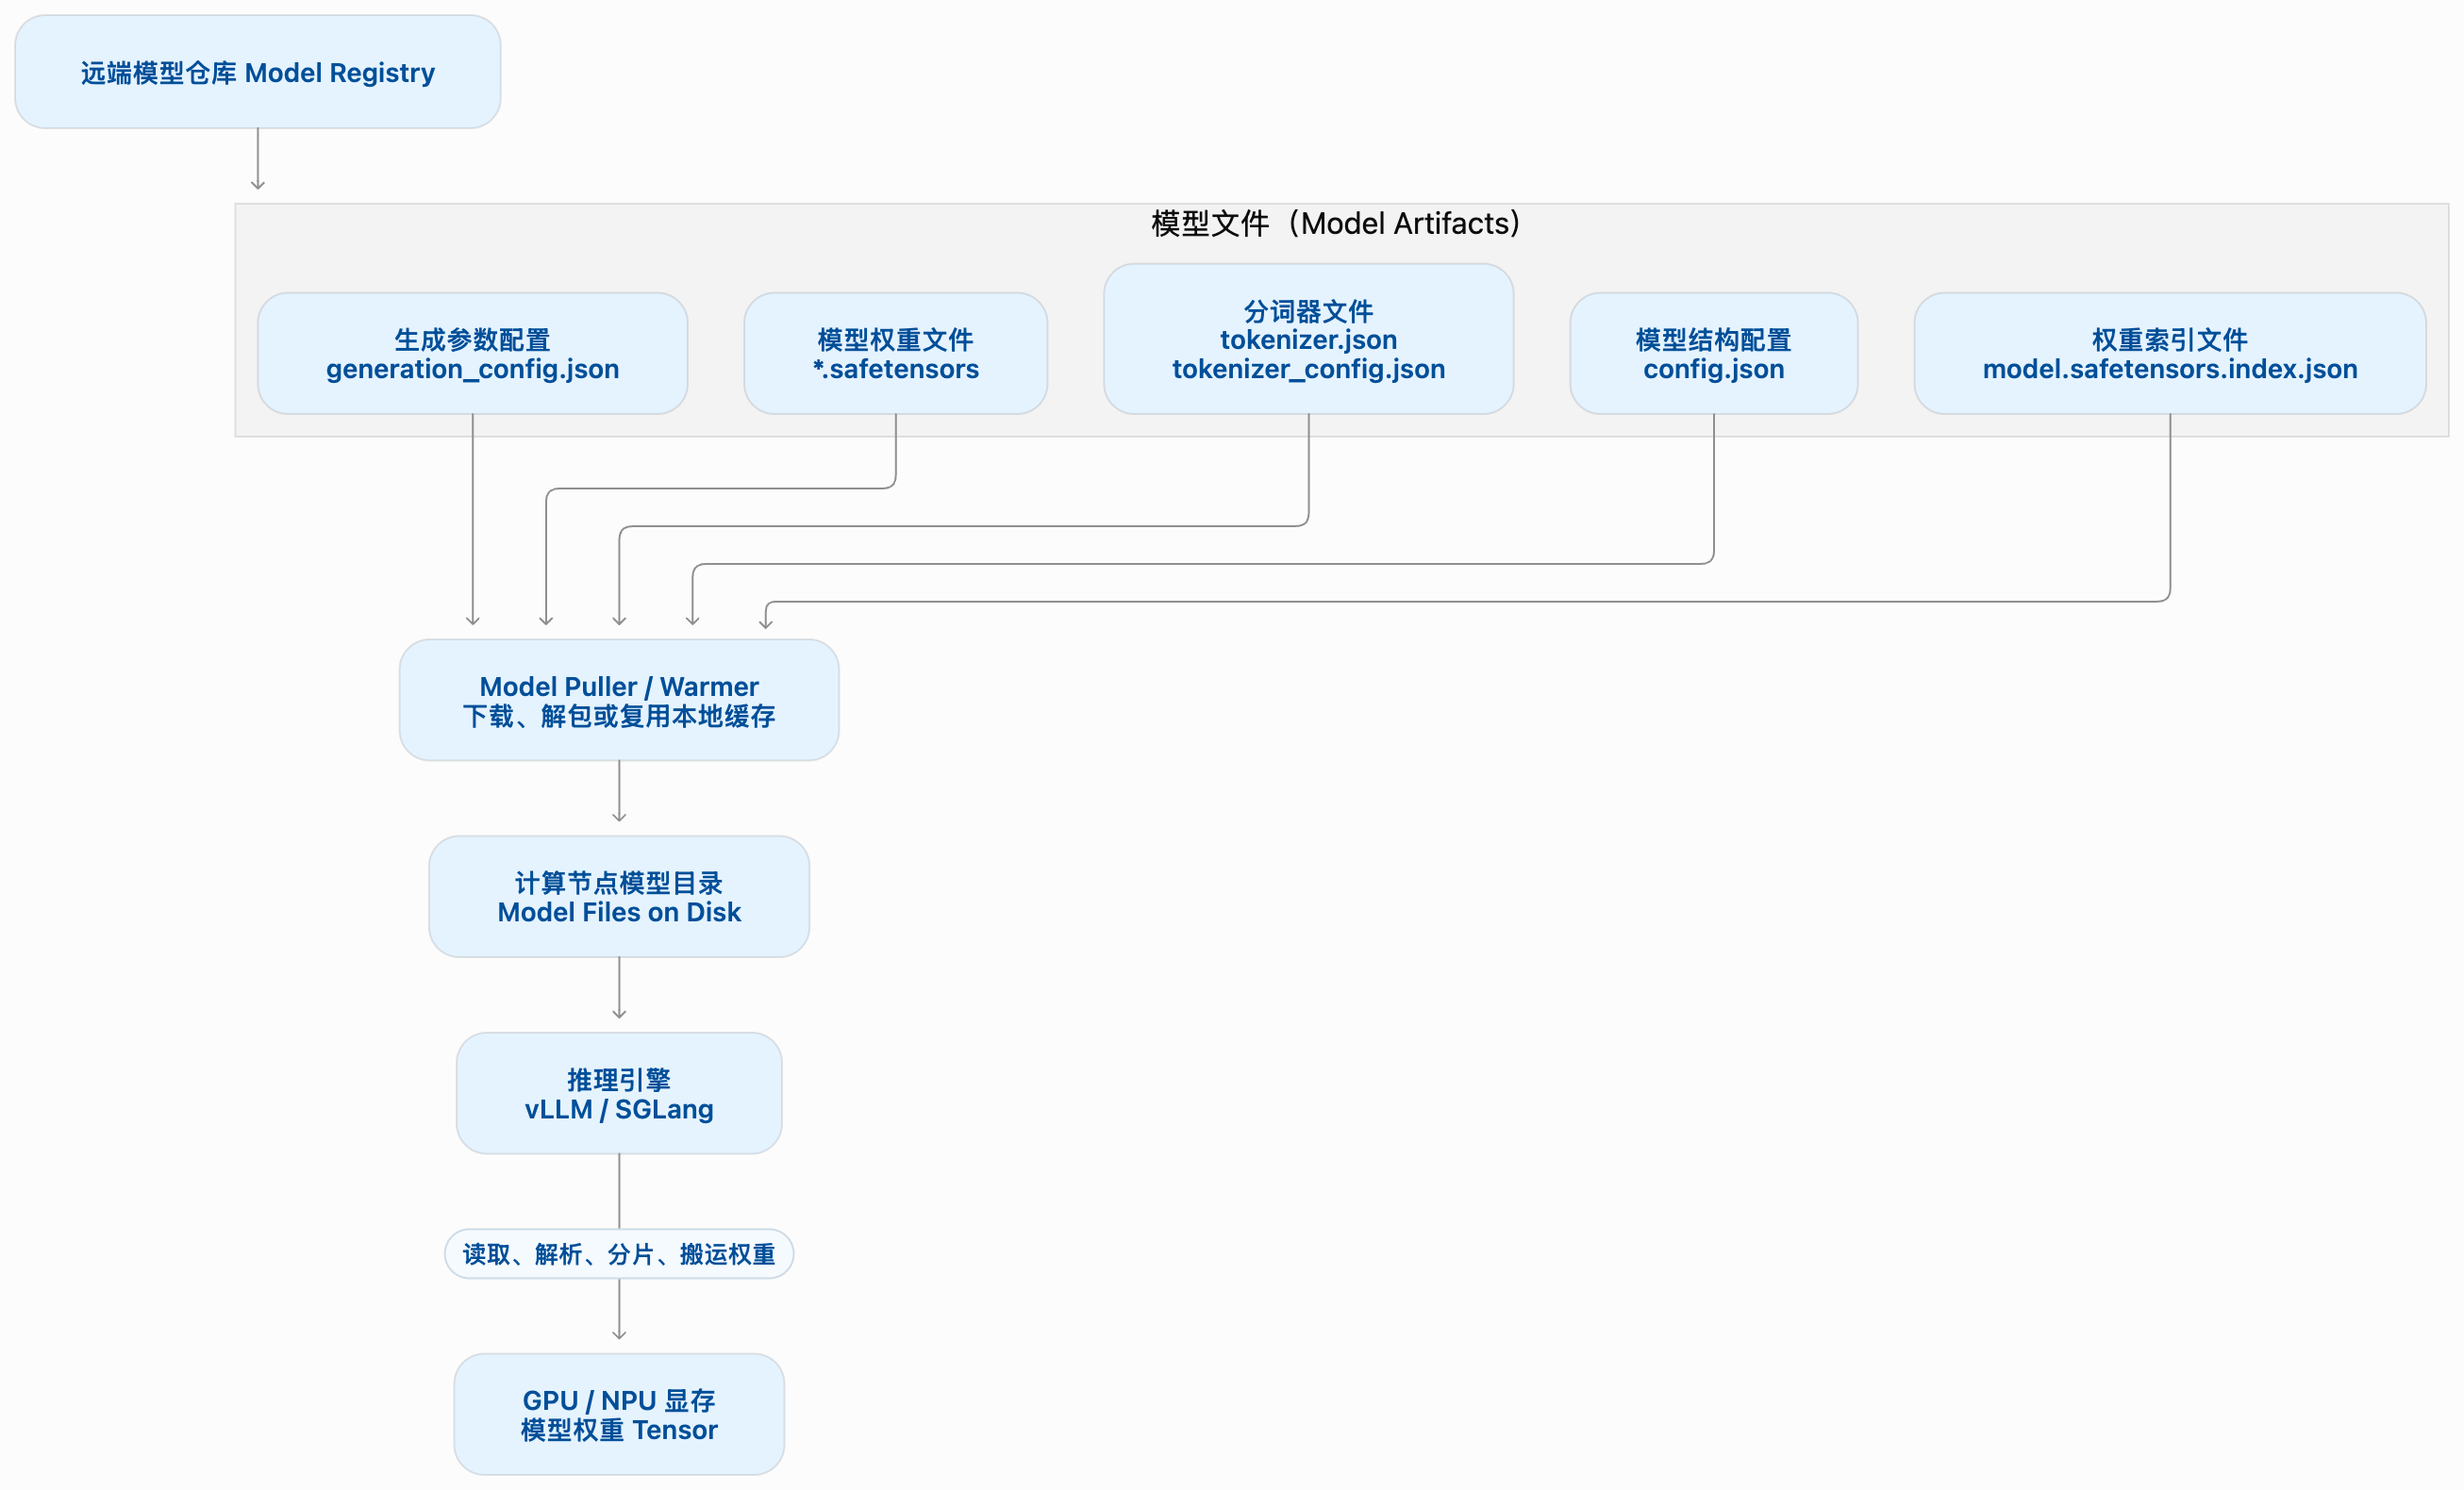 远端模型仓库 Model Registry
模型文件（Model Artifacts）
生成参数配置
generation_config.json
模型权重文件
*.safetensors
分词器文件
tokenizer.json
tokenizer_config.json
模型结构配置
config.json
权重索引文件
model.safetensors.index.json
Model Puller / Warmer
下载、解包或复用本地缓存
计算节点模型目录
Model Files on Disk
推理引擎
vLLM / SGLang
读取、解析、分片、搬运权重
GPU / NPU 显存
模型权重 Tensor